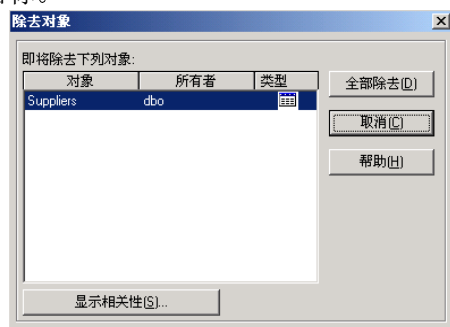 除去对象
即将除去下列对象:
对象 所有者 类型
Suppliers dbo
全部除去(D)
取消(C)
帮助(H)
显示相关性(S)...